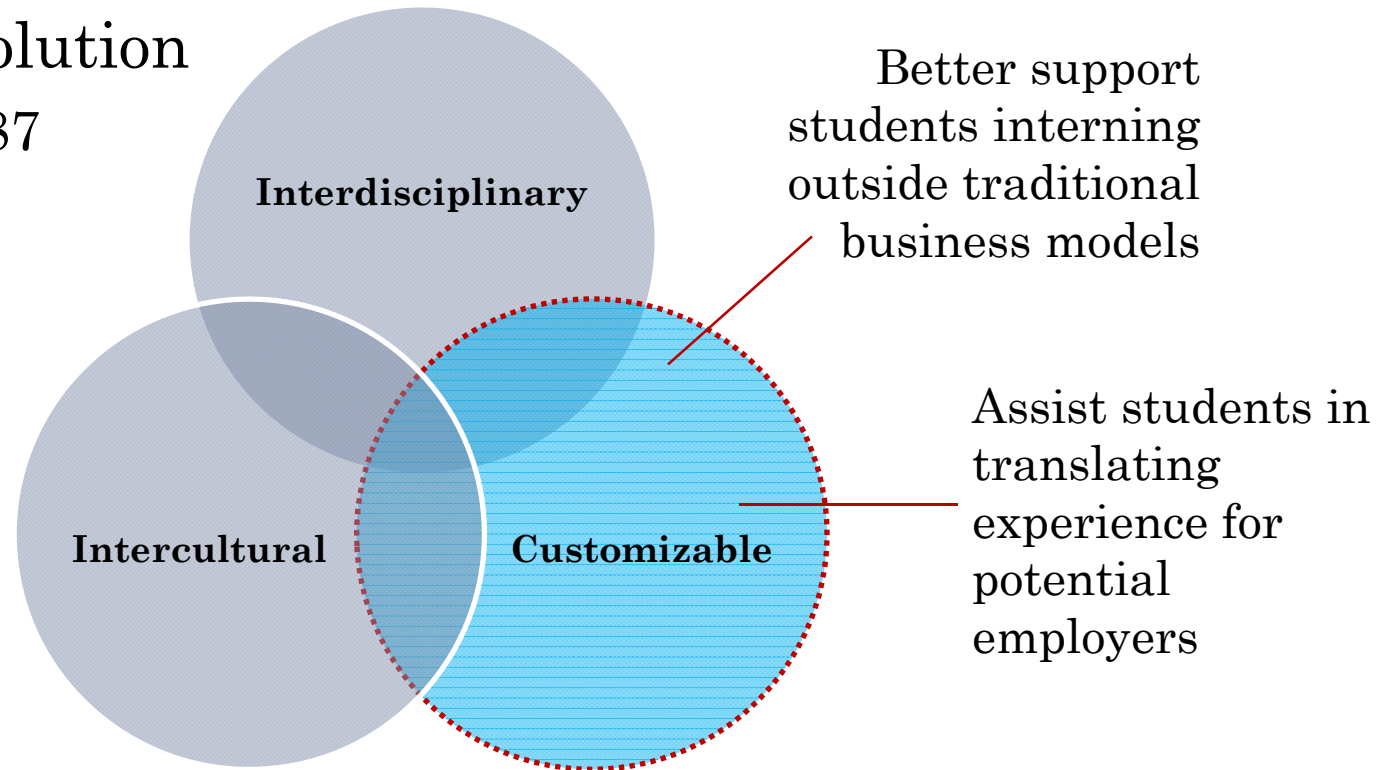 olution
37
Interdisciplinary
Better support
students interning
outside traditional
business models
Intercultural
Customizable
Assist students in
translating
experience for
potential
employers